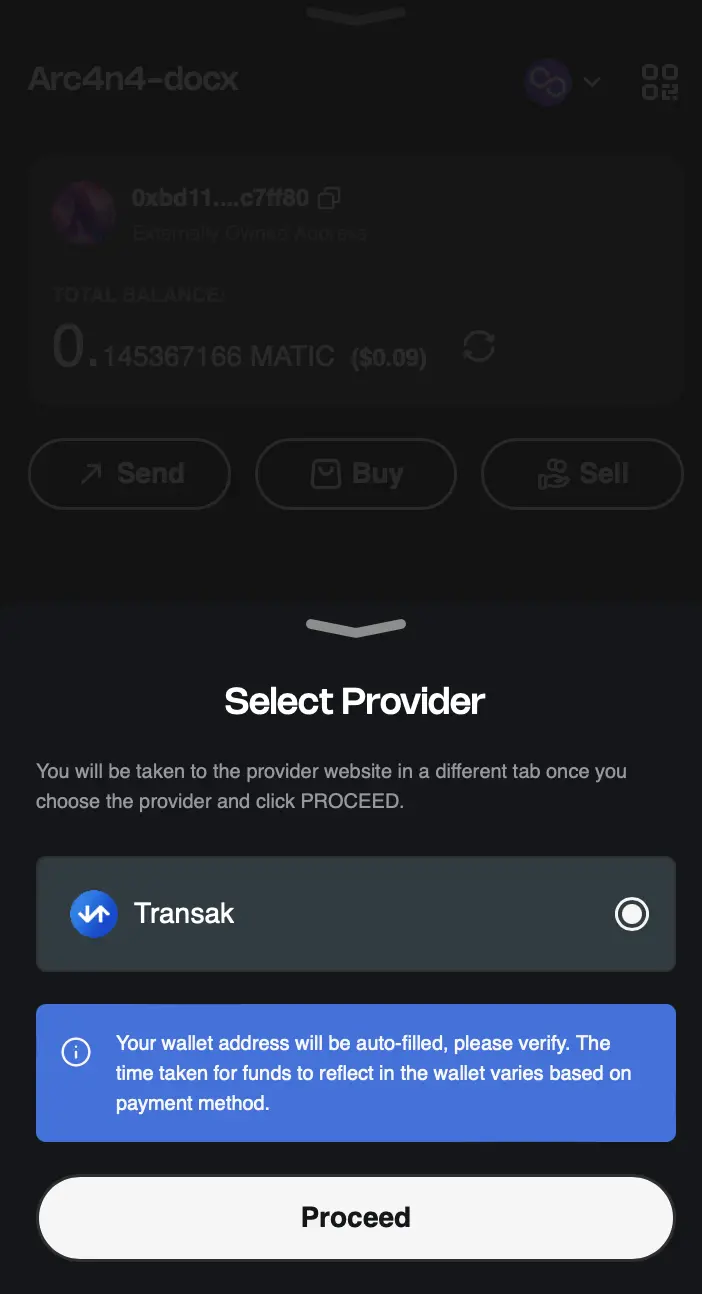 Arc4n4-docx
0xbd11....c7ff80
Externally Owned Address
TOTAL BALANCE:
0.145367166 MATIC ($0.09)
Send
Buy
Sell
Select Provider
You will be taken to the provider website in a different tab once you
choose the provider and click PROCEED.
Transak
Your wallet address will be auto-filled, please verify. The
time taken for funds to reflect in the wallet varies based on
payment method.
Proceed